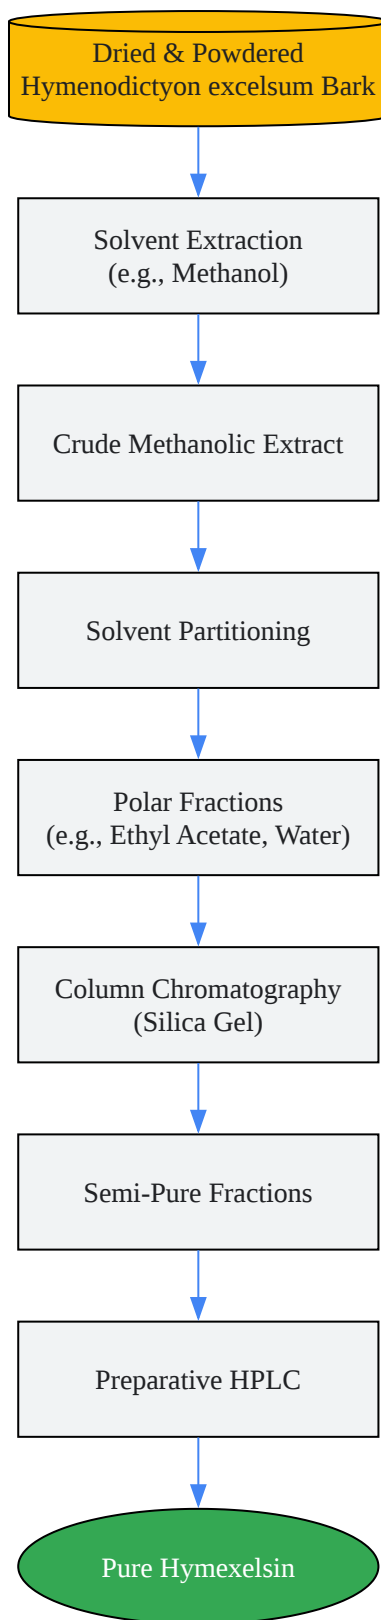 Dried & Powdered
Hymenodictyon excelsum Bark
Solvent Extraction
(e.g., Methanol)
Crude Methanolic Extract
Solvent Partitioning
Polar Fractions
(e.g., Ethyl Acetate, Water)
Column Chromatography
(Silica Gel)
Semi-Pure Fractions
Preparative HPLC
Pure Hymexelsin